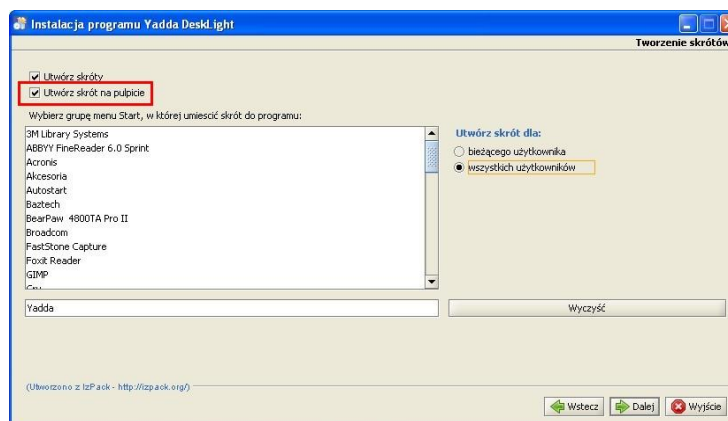 Instalacja programu Yadda DeskLight
Tworzenie skrótów
Utwórz skróty
Utwórz skrót na pulpicie
Wybierz grupę menu Start, w której umiescić skrót do programu:
3M Library Systems
ABBYY FineReader 6.0 Sprint
Acronis
Akcesoria
Autostart
Baztech
BearPaw 4800TA Pro II
Broadcom
FastStone Capture
Foxit Reader
GIMP
Utwórz skrót dla:
bieżącego użytkownika
wszystkich użytkowników
Yadda
Wyczyść
(Utworzono z IzPack - http://izpack.org/)
Wstecz
Dalej
Wyjście